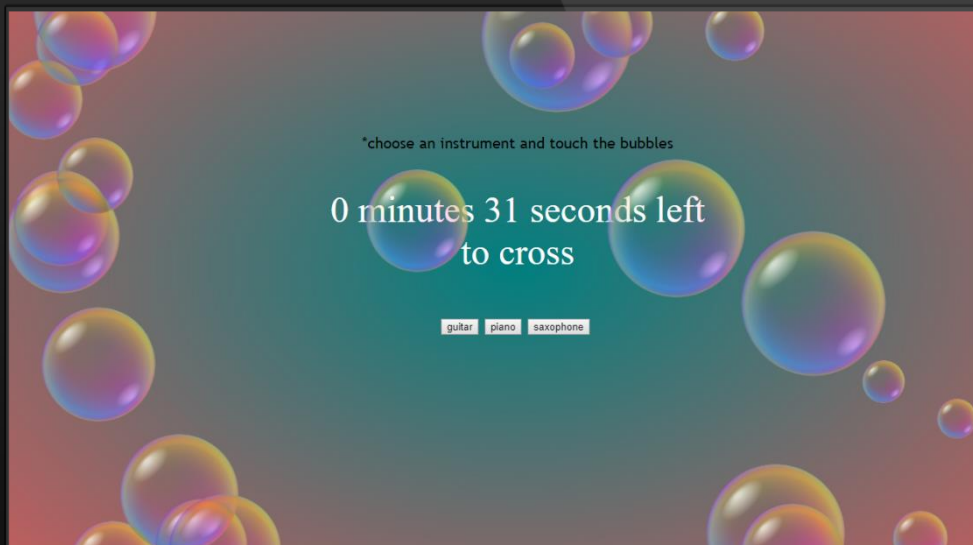 *choose an instrument and touch the bubbles
0 minutes 31 seconds left
to cross
guitar piano saxophone